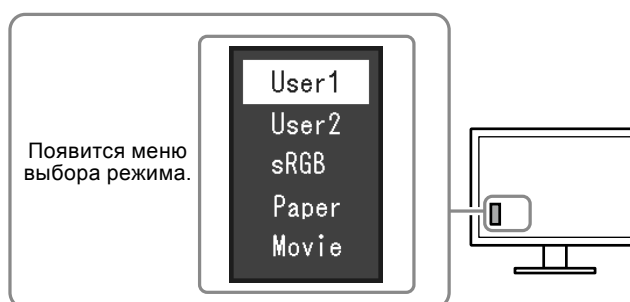 Появится меню
выбора режима.
User1
User2
sRGB
Paper
Movie